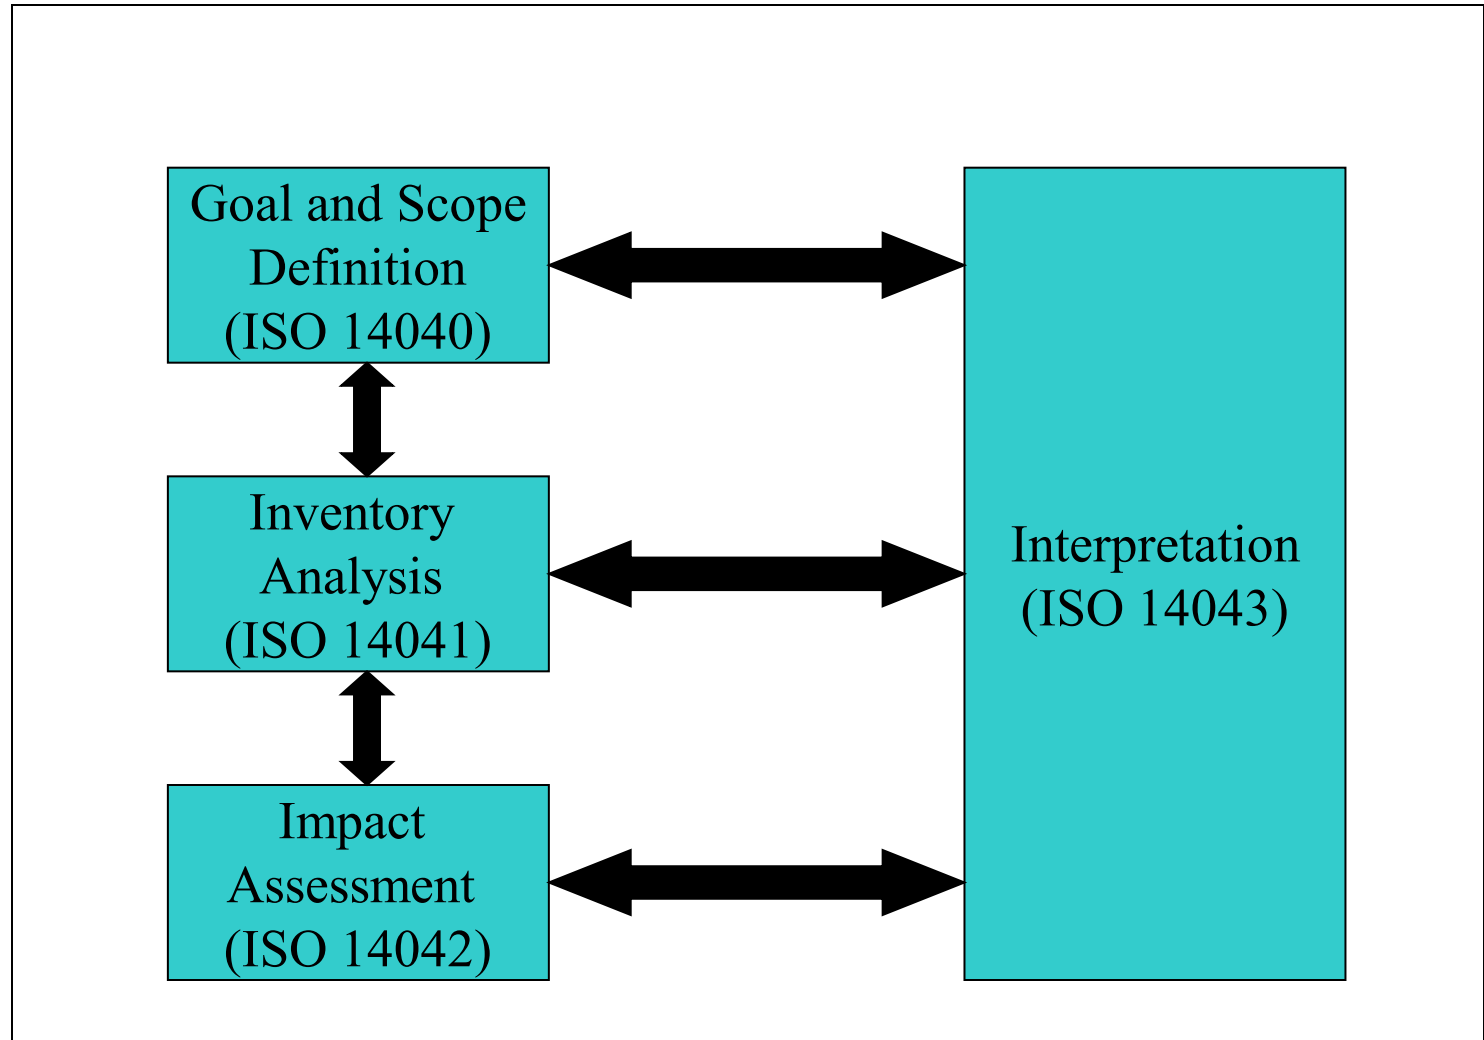 Goal and Scope
Definition
(ISO 14040)
Inventory
Analysis
(ISO 14041)
Impact
Assessment
(ISO 14042)
Interpretation
(ISO 14043)